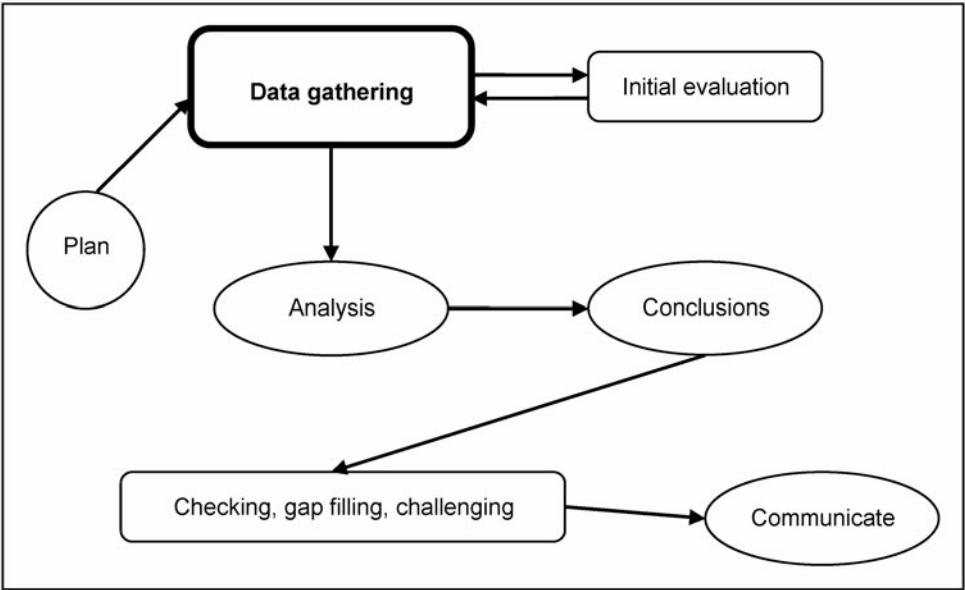 Data gathering
Initial evaluation
Plan
Analysis
Conclusions
Checking, gap filling, challenging
Communicate